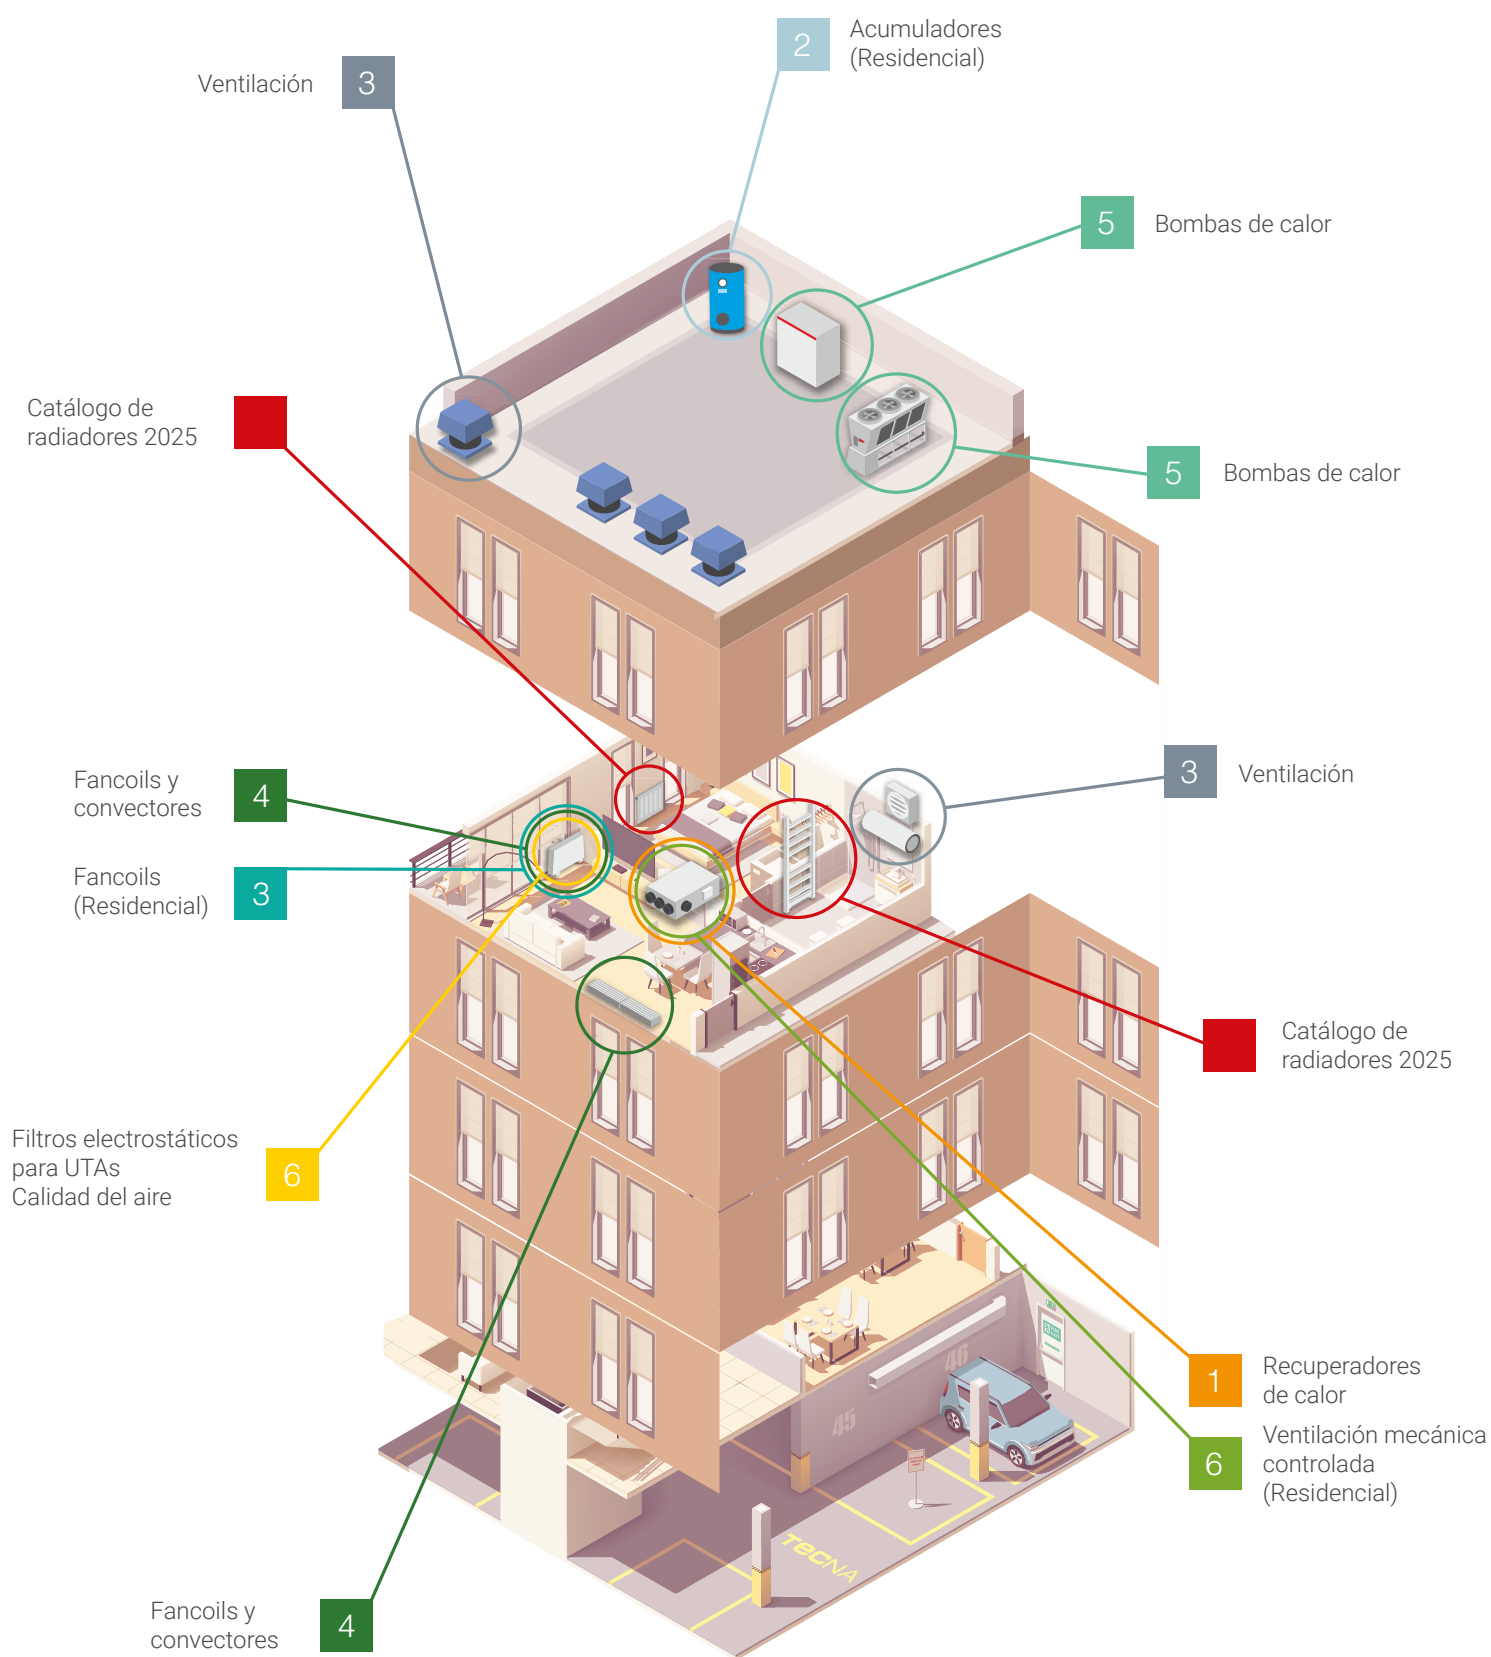 2
Acumuladores
(Residencial)
Ventilación
3
5
Bombas de calor
Catálogo de
radiadores 2025
5
Bombas de calor
3
Ventilación
Fancoils y
convectores
4
Fancoils
(Residencial)
3
Catálogo de
radiadores 2025
Filtros electrostáticos
para UTAs
Calidad del aire
6
1
Recuperadores
de calor
6
Ventilación mecánica
controlada
(Residencial)
46
45
TECNA
Fancoils y
convectores
4